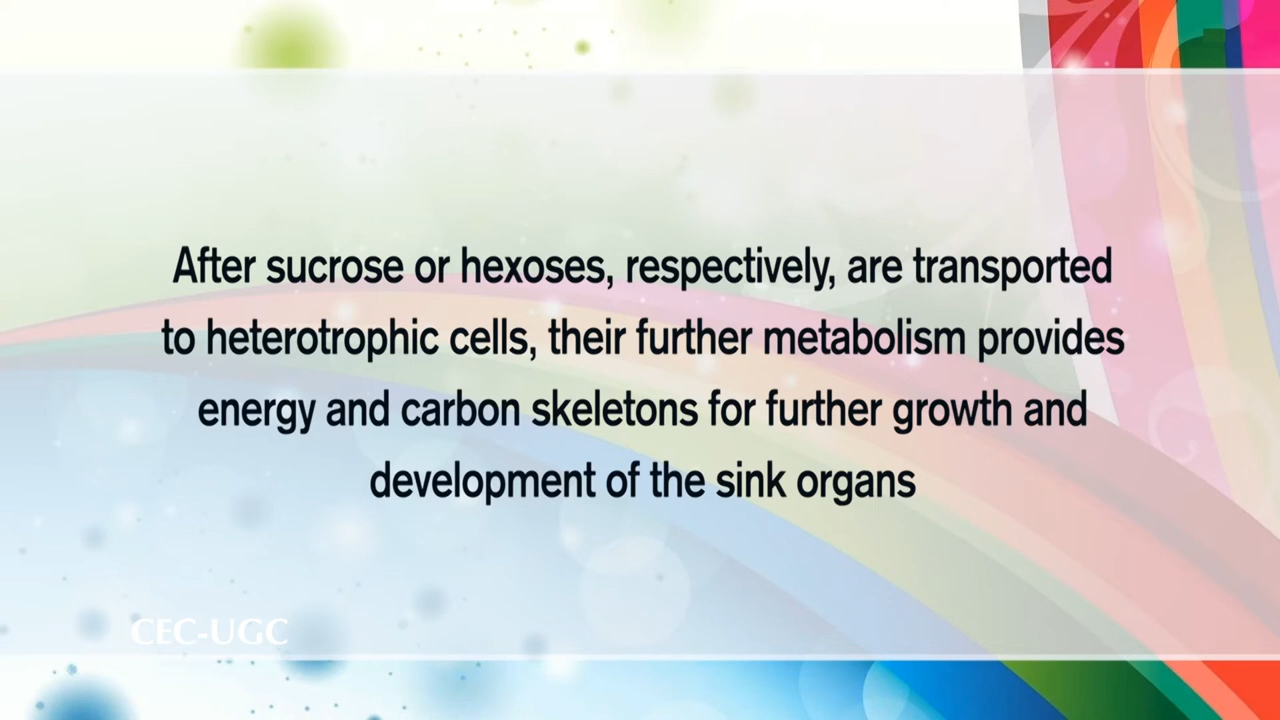 After sucrose or hexoses, respectively, are transported
to heterotrophic cells, their further metabolism provides
energy and carbon skeletons for further growth and
development of the sink organs
CEC-UGC